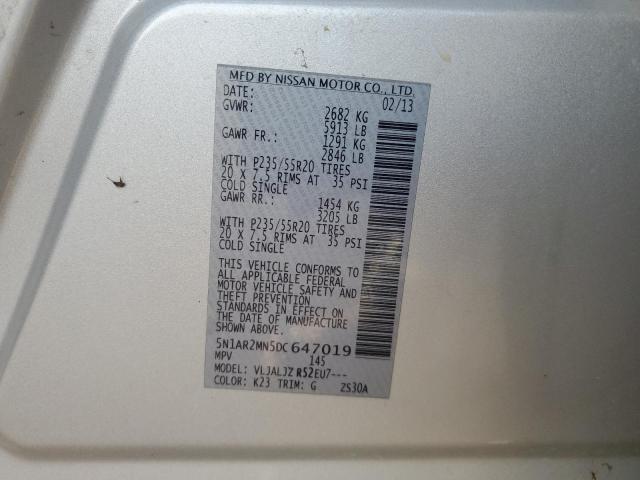 MFD BY NISSAN MOTOR CO., LTD.
DATE: 02/13
GVWR: 2682 KG
5913 LB
GAWR FR.: 1291 KG
2846 LB
WITH P235/55R20 TIRES
20 X 7.5 RIMS AT 35 PSI
COLD SINGLE
GAWR RR.: 1454 KG
3205 LB
WITH P235/55R20 TIRES
20 X 7.5 RIMS AT 35 PSI
COLD SINGLE
THIS VEHICLE CONFORMS TO
ALL APPLICABLE FEDERAL
MOTOR VEHICLE SAFETY AND
THEFT PREVENTION
STANDARDS IN EFFECT ON
THE DATE OF MANUFACTURE
SHOWN ABOVE.
5N1AR2MN5DC647019
MPV 145
MODEL: VLJALJZ RS2EU7---
COLOR: K23 TRIM: G ZS30A